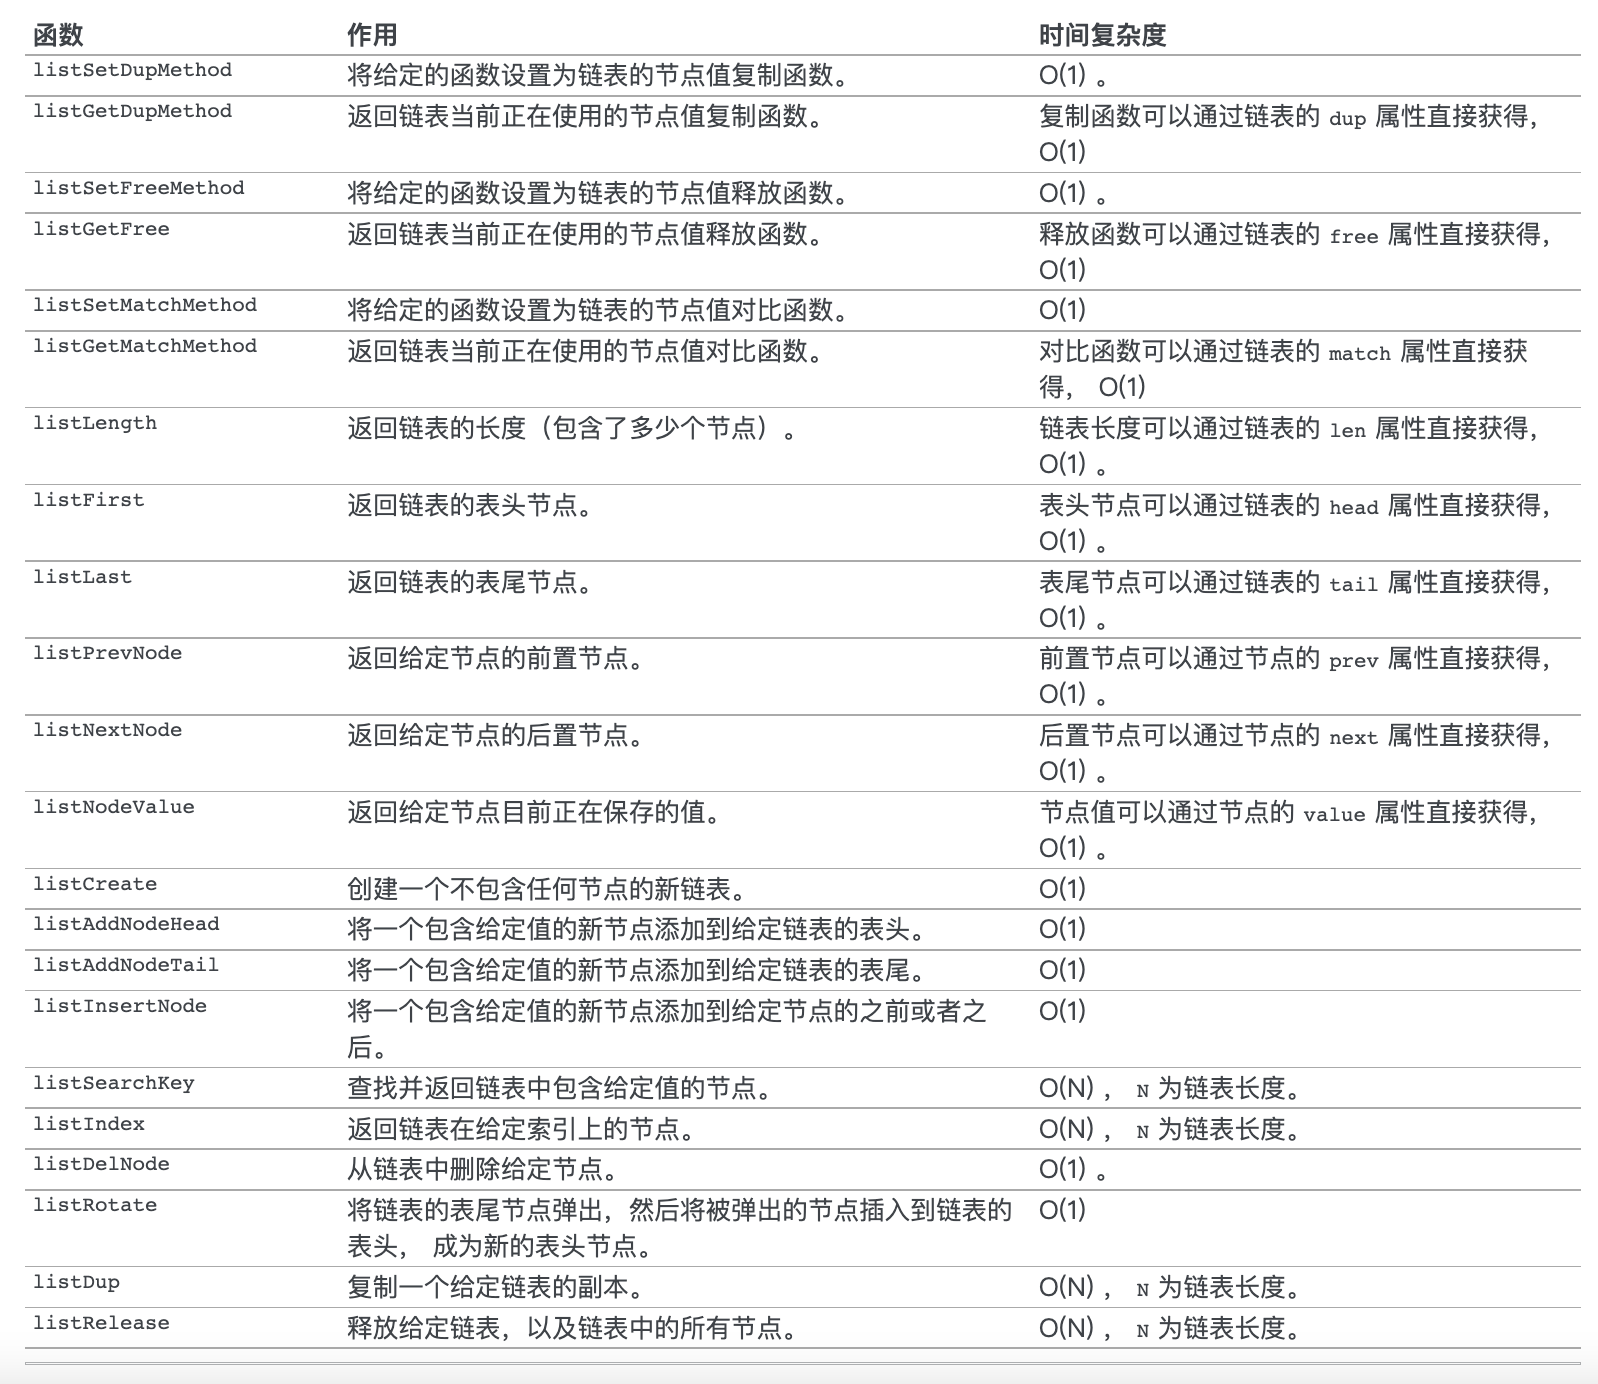 函数 作用 时间复杂度
listSetDupMethod 将给定的函数设置为链表的节点值复制函数。 O(1) 。
listGetDupMethod 返回链表当前正在使用的节点值复制函数。 复制函数可以通过链表的 dup 属性直接获得，
O(1)
listSetFreeMethod 将给定的函数设置为链表的节点值释放函数。 O(1) 。
listGetFree 返回链表当前正在使用的节点值释放函数。 释放函数可以通过链表的 free 属性直接获得，
O(1)
listSetMatchMethod 将给定的函数设置为链表的节点值对比函数。 O(1)
listGetMatchMethod 返回链表当前正在使用的节点值对比函数。 对比函数可以通过链表的 match 属性直接获
得， O(1)
listLength 返回链表的长度（包含了多少个节点）。 链表长度可以通过链表的 len 属性直接获得，
O(1) 。
listFirst 返回链表的表头节点。 表头节点可以通过链表的 head 属性直接获得，
O(1) 。
listLast 返回链表的表尾节点。 表尾节点可以通过链表的 tail 属性直接获得，
O(1) 。
listPrevNode 返回给定节点的前置节点。 前置节点可以通过节点的 prev 属性直接获得，
O(1) 。
listNextNode 返回给定节点的后置节点。 后置节点可以通过节点的 next 属性直接获得，
O(1) 。
listNodeValue 返回给定节点目前正在保存的值。 节点值可以通过节点的 value 属性直接获得，
O(1) 。
listCreate 创建一个不包含任何节点的新链表。 O(1)
listAddNodeHead 将一个包含给定值的新节点添加到给定链表的表头。 O(1)
listAddNodeTail 将一个包含给定值的新节点添加到给定链表的表尾。 O(1)
listInsertNode 将一个包含给定值的新节点添加到给定节点的之前或者之 O(1)
后。
listSearchKey 查找并返回链表中包含给定值的节点。 O(N) ， N 为链表长度。
listIndex 返回链表在给定索引上的节点。 O(N) ， N 为链表长度。
listDelNode 从链表中删除给定节点。 O(1) 。
listRotate 将链表的表尾节点弹出，然后将被弹出的节点插入到链表的 O(1)
表头， 成为新的表头节点。
listDup 复制一个给定链表的副本。 O(N) ， N 为链表长度。
listRelease 释放给定链表，以及链表中的所有节点。 O(N) ， N 为链表长度。